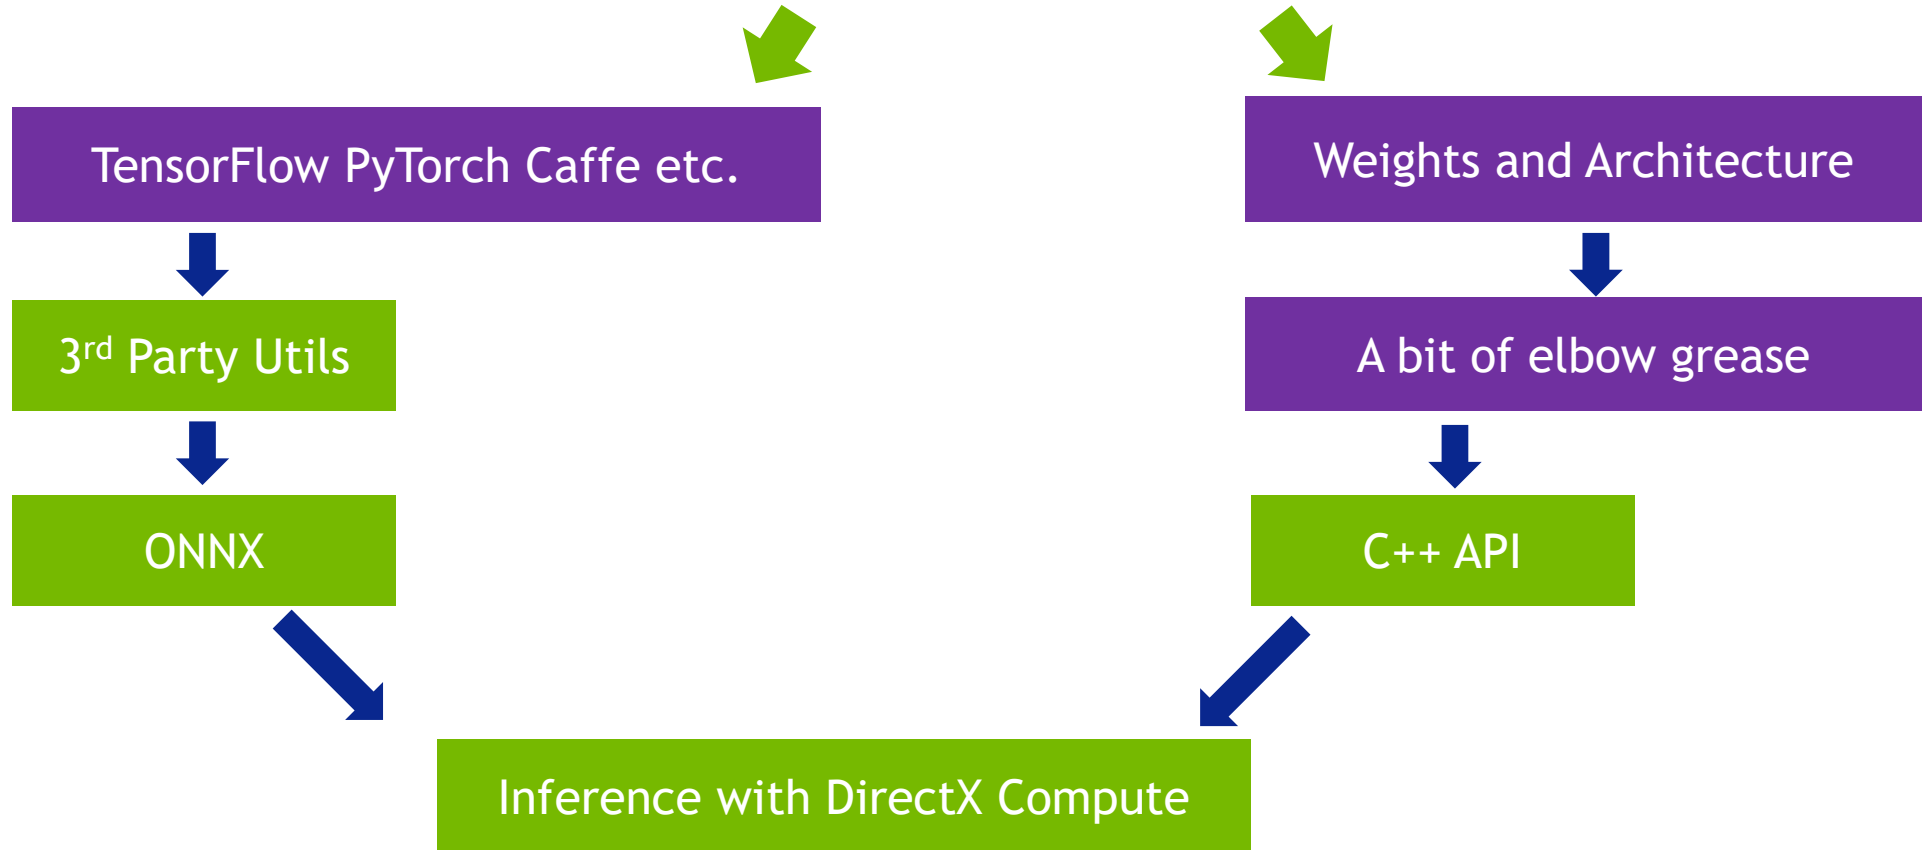 TensorFlow PyTorch Caffe etc.
Weights and Architecture
3rd Party Utils
A bit of elbow grease
ONNX
C++ API
Inference with DirectX Compute